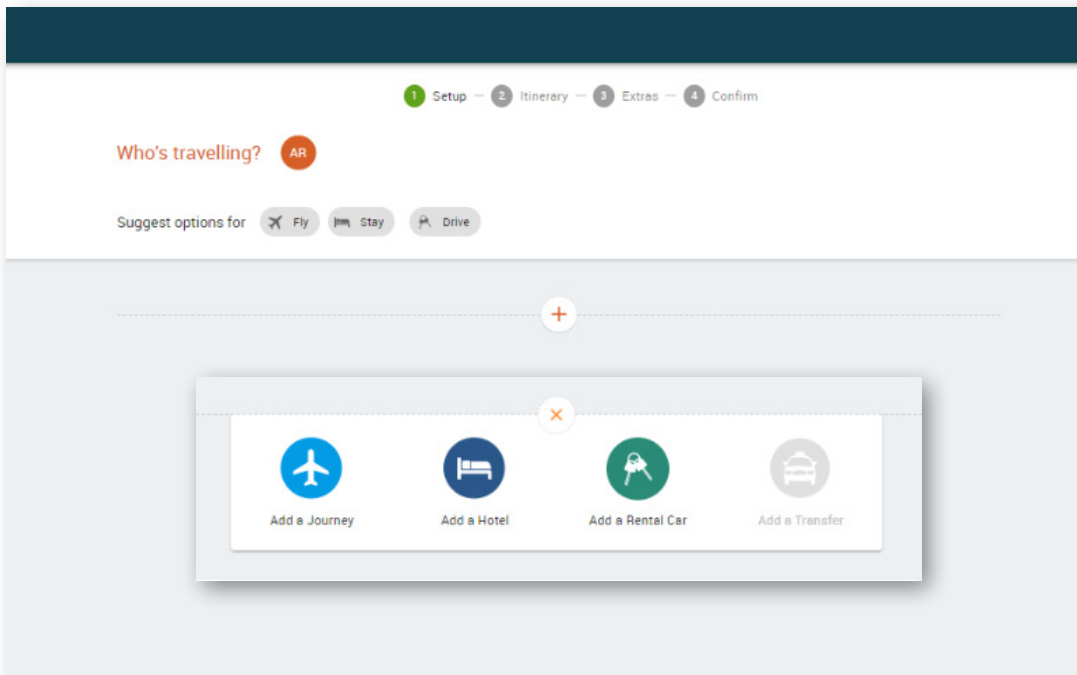 1 Setup — 2 Itinerary — 3 Extras — 4 Confirm
Who's travelling? AR
Suggest options for Fly Stay Drive
Add a Journey Add a Hotel Add a Rental Car Add a Transfer